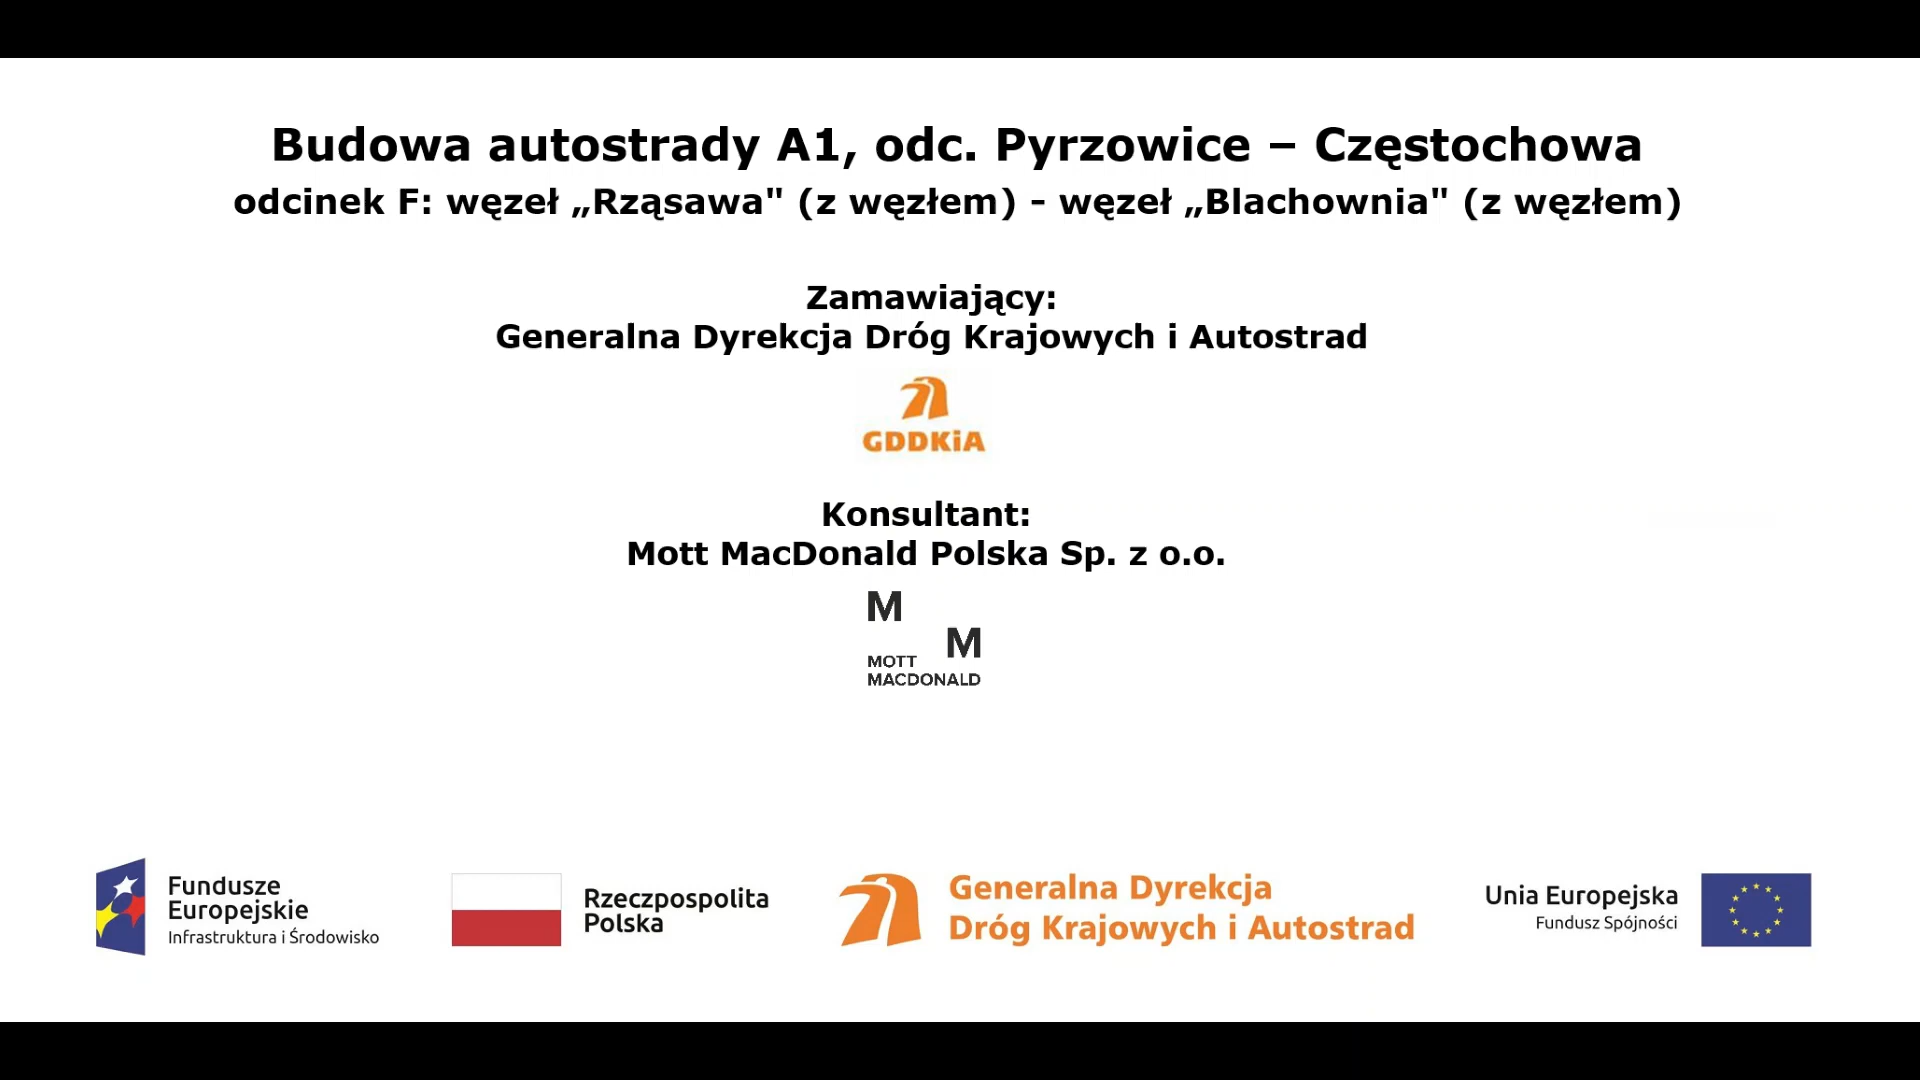 Budowa autostrady A1, odc. Pyrzowice – Częstochowa
odcinek F: węzeł „Rząsawa" (z węzłem) - węzeł „Blachownia" (z węzłem)
Zamawiający:
Generalna Dyrekcja Dróg Krajowych i Autostrad
GDDKiA
Konsultant:
Mott MacDonald Polska Sp. z o.o.
M
M
MOTT
MACDONALD
Fundusze
Europejskie
Infrastruktura i Środowisko
Rzeczpospolita
Polska
Generalna Dyrekcja
Dróg Krajowych i Autostrad
Unia Europejska
Fundusz Spójności